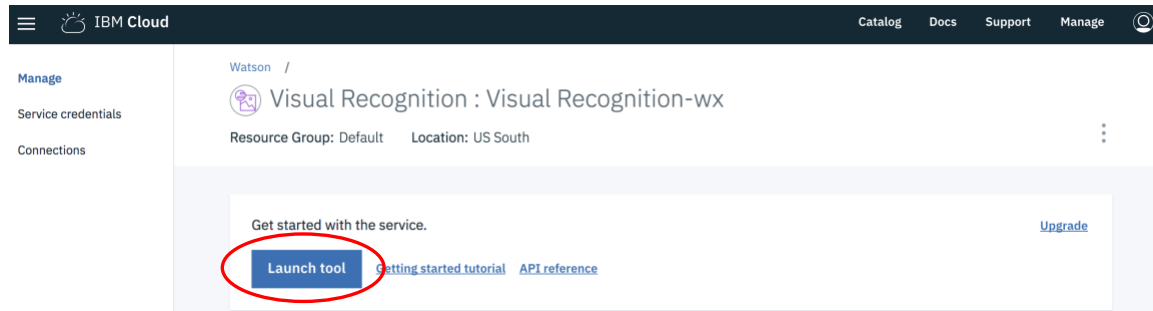 IBM Cloud Catalog Docs Support Manage
Manage
Service credentials
Connections
Watson /
Visual Recognition : Visual Recognition-wx
Resource Group: Default Location: US South
Get started with the service. Upgrade
Launch tool Getting started tutorial API reference